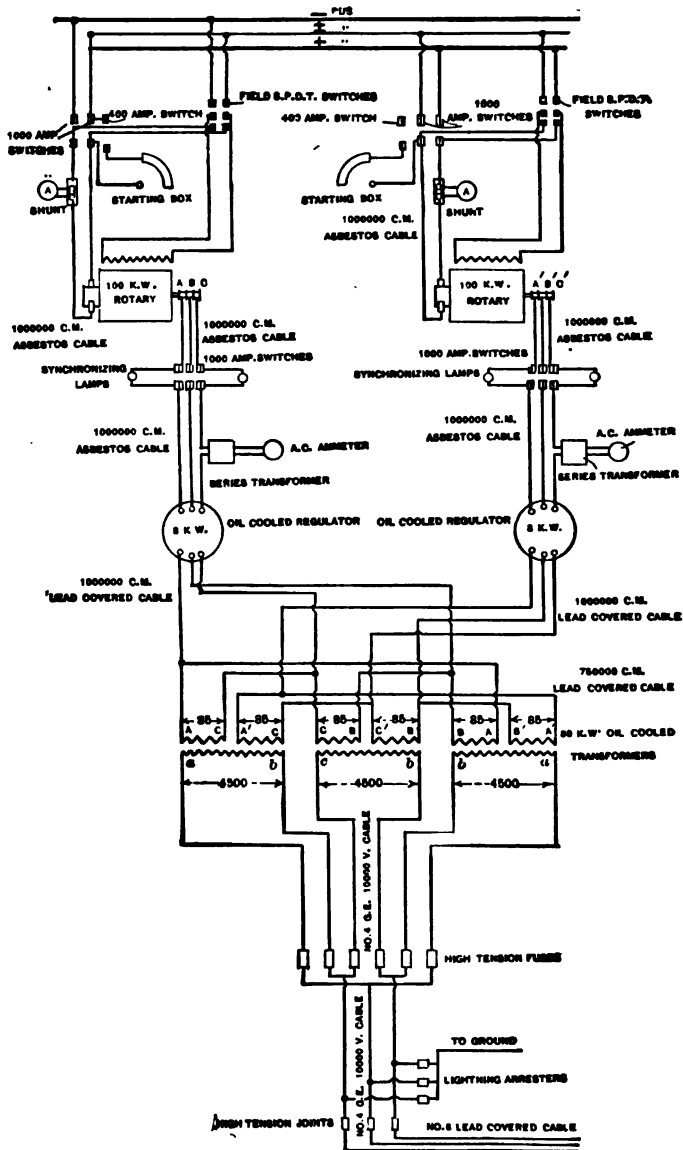 — BUS
+ "
+ "
FIELD S.P.D.T. SWITCHES
400 AMP. SWITCH
1000 AMP.
SWITCHES
A
SHUNT
STARTING BOX
100 K.W.
ROTARY
A B C
1000000 C.M.
ASBESTOS CABLE
1000000 C.M.
ASBESTOS CABLE
SYNCHRONIZING
LAMPS
1000 AMP. SWITCHES
1000000 C.M.
ASBESTOS CABLE
A.C. AMMETER
SERIES TRANSFORMER
8 K.W.
OIL COOLED REGULATOR
1000000 C.M.
LEAD COVERED CABLE
FIELD S.P.D.T.
SWITCHES
400 AMP. SWITCH
1000
AMP. SWITCHES
STARTING BOX
A
SHUNT
1000000 C.M.
ASBESTOS CABLE
100 K.W.
ROTARY
A' B' C'
1000000 C.M.
ASBESTOS CABLE
1000 AMP. SWITCHES
SYNCHRONIZING LAMPS
1000000 C.M.
ASBESTOS CABLE
A.C. AMMETER
SERIES TRANSFORMER
OIL COOLED REGULATOR
8 K.W.
1000000 C.M.
LEAD COVERED CABLE
750000 C.M.
LEAD COVERED CABLE
85 85 85 85 85 85
A C A' C C B C' B B A B' A'
K.W. OIL COOLED
TRANSFORMERS
a b c b b a
4500 4500 4500
NO.4 G.E. 10000 V. CABLE
HIGH TENSION FUSES
NO.4 G.E. 10000 V. CABLE
TO GROUND
LIGHTNING ARRESTERS
HIGH TENSION JOINTS
NO.6 LEAD COVERED CABLE